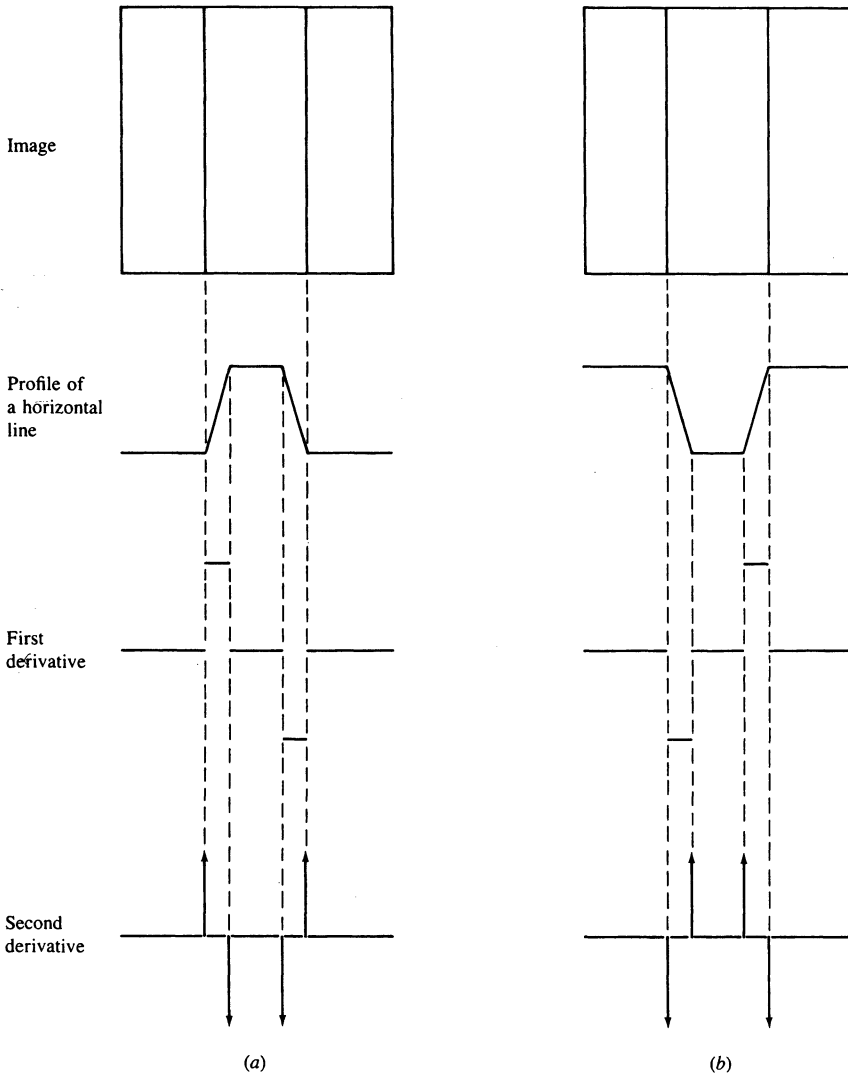 Image
Profile of
a horizontal
line
First
derivative
Second
derivative
(a)
(b)